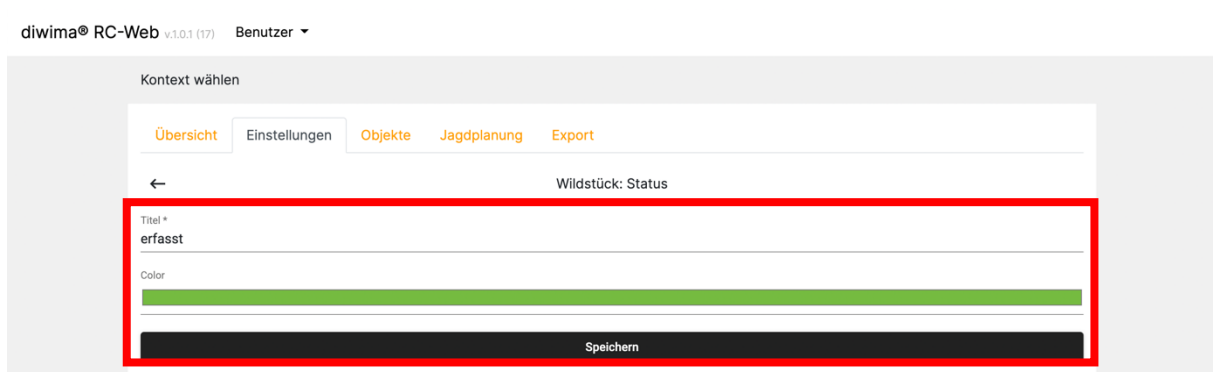 diwima® RC-Web v.1.0.1 (17) Benutzer
Kontext wählen
Übersicht Einstellungen Objekte Jagdplanung Export
Wildstück: Status
Titel *
erfasst
Color
Speichern